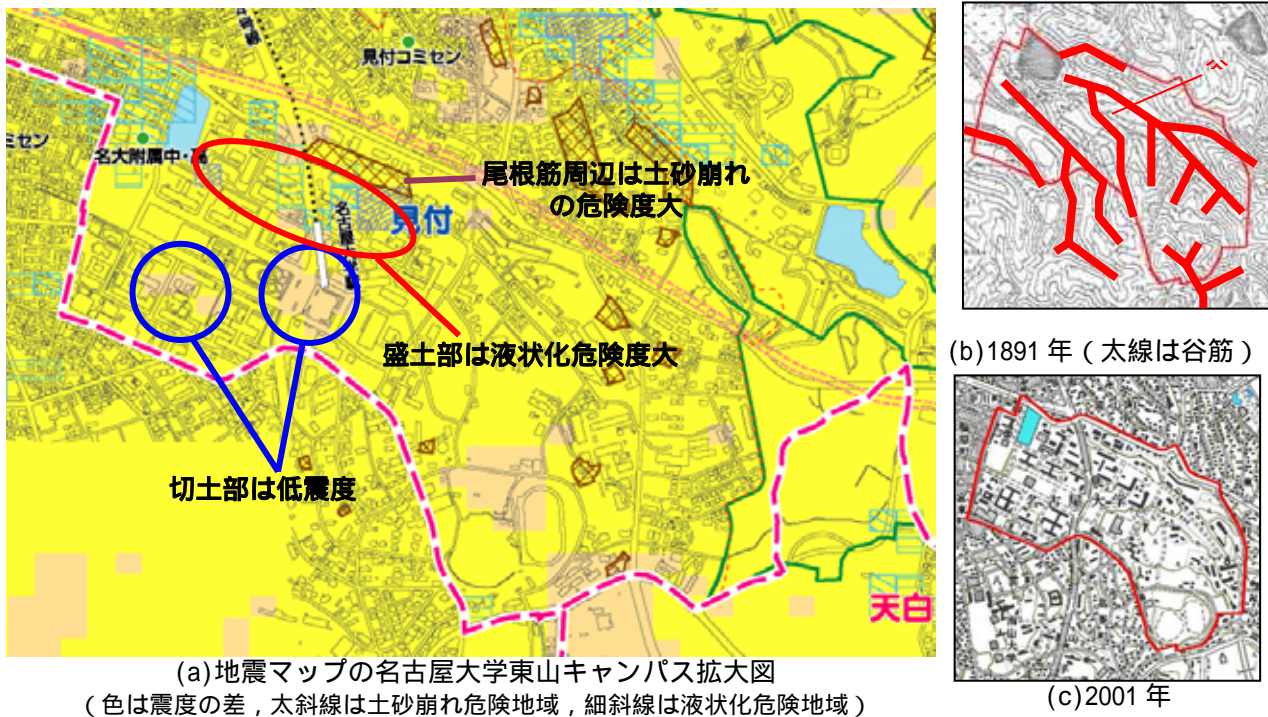 見付コミセン
ミセン
名大附属中・高
尾根筋周辺は土砂崩れ
の危険度大
見付
盛土部は液状化危険度大
切土部は低震度
天白
(a)地震マップの名古屋大学東山キャンパス拡大図
（色は震度の差，太斜線は土砂崩れ危険地域，細斜線は液状化危険地域）
(b)1891 年（太線は谷筋）
(c)2001 年